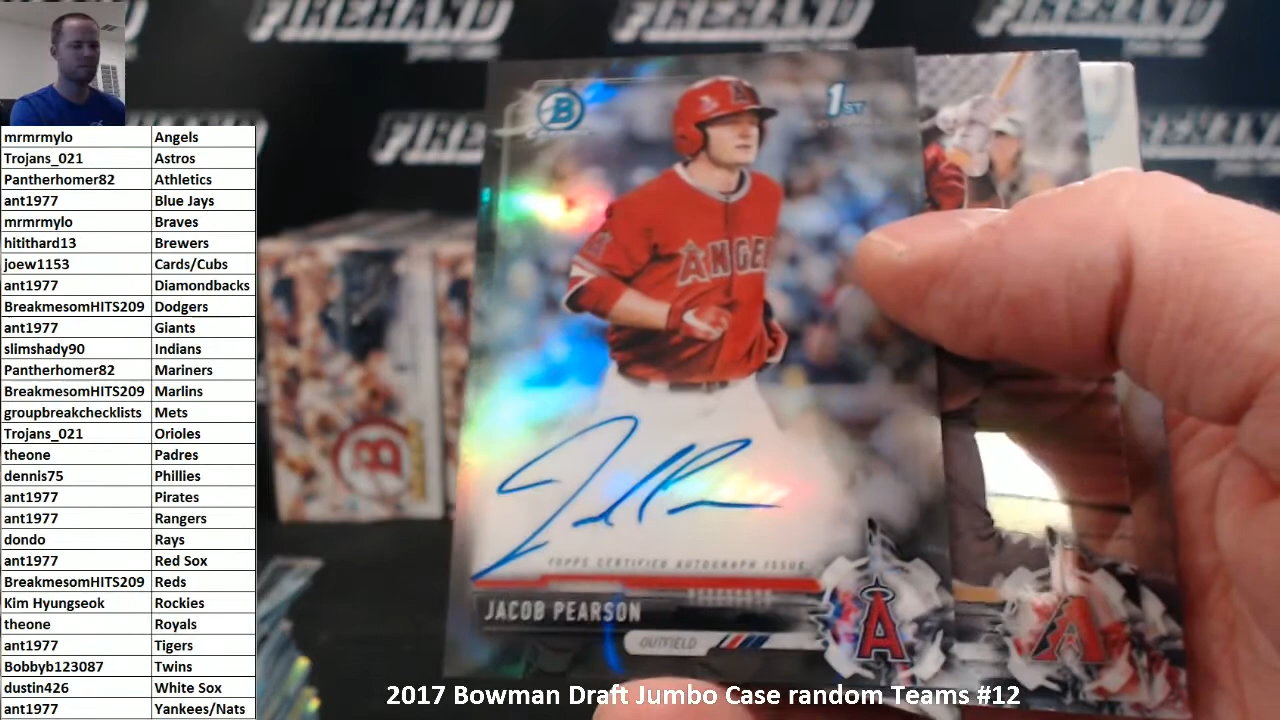 FIREHAND
FIREHAND
FIREHAND
mrmrmylo Angels
Trojans_021 Astros
Pantherhomer82 Athletics
ant1977 Blue Jays
mrmrmylo Braves
hitithard13 Brewers
joew1153 Cards/Cubs
ant1977 Diamondbacks
BreakmesomHITS209 Dodgers
ant1977 Giants
slimshady90 Indians
Pantherhomer82 Mariners
BreakmesomHITS209 Marlins
groupbreakchecklists Mets
Trojans_021 Orioles
theone Padres
dennis75 Phillies
ant1977 Pirates
ant1977 Rangers
dondo Rays
ant1977 Red Sox
BreakmesomHITS209 Reds
Kim Hyungseok Rockies
theone Royals
ant1977 Tigers
Bobbyb123087 Twins
dustin426 White Sox
ant1977 Yankees/Nats
B
1ST
A
ANGE
B
TOPPS CERTIFIED AUTOGRAPH ISSUE
JACOB PEARSON
OUTFIELD
A
A
2017 Bowman Draft Jumbo Case random Teams #12